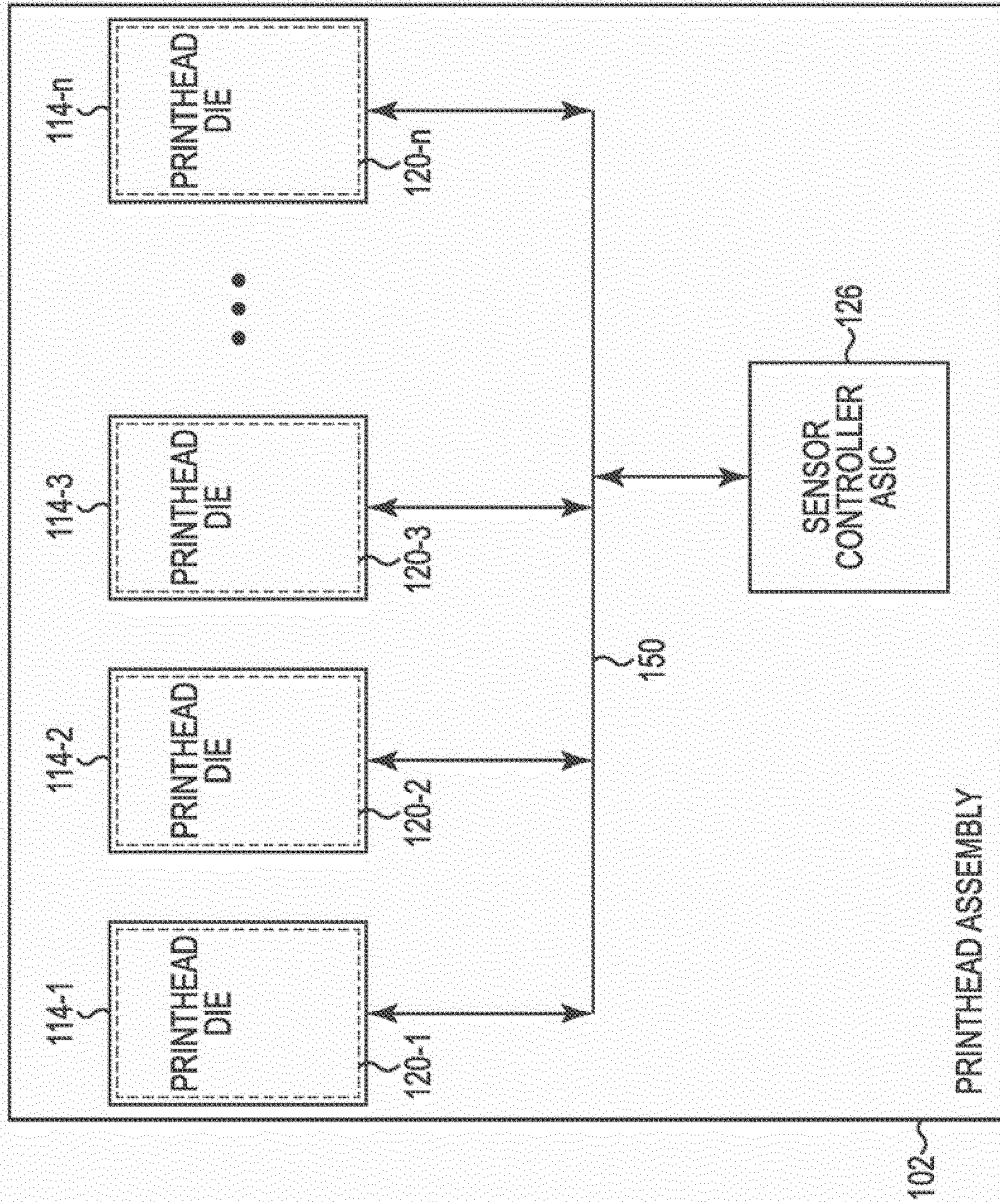 114-1
114-2
114-3
114-n
PRINTHEAD
DIE
PRINTHEAD
DIE
PRINTHEAD
DIE
PRINTHEAD
DIE
120-1
120-2
120-3
120-n
150
SENSOR
CONTROLLER
ASIC
126
PRINTHEAD ASSEMBLY
102